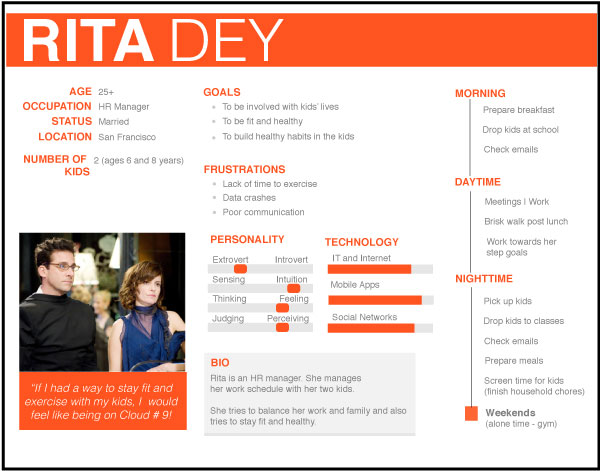 RITA DEY
AGE 25+
OCCUPATION HR Manager
STATUS Married
LOCATION San Francisco
NUMBER OF 2 (ages 6 and 8 years)
KIDS
GOALS
To be involved with kids' lives
To be fit and healthy
To build healthy habits in the kids
FRUSTRATIONS
Lack of time to exercise
Data crashes
Poor communication
PERSONALITY
Extrovert Introvert
Sensing Intuition
Thinking Feeling
Judging Perceiving
TECHNOLOGY
IT and Internet
Mobile Apps
Social Networks
"If I had a way to stay fit and
exercise with my kids, I would
feel like being on Cloud # 9!
BIO
Rita is an HR manager. She manages
her work schedule with her two kids.
She tries to balance her work and family and also
tries to stay fit and healthy.
MORNING
Prepare breakfast
Drop kids at school
Check emails
DAYTIME
Meetings I Work
Brisk walk post lunch
Work towards her
step goals
NIGHTTIME
Pick up kids
Drop kids to classes
Check emails
Prepare meals
Screen time for kids
(finish household chores)
Weekends
(alone time - gym)